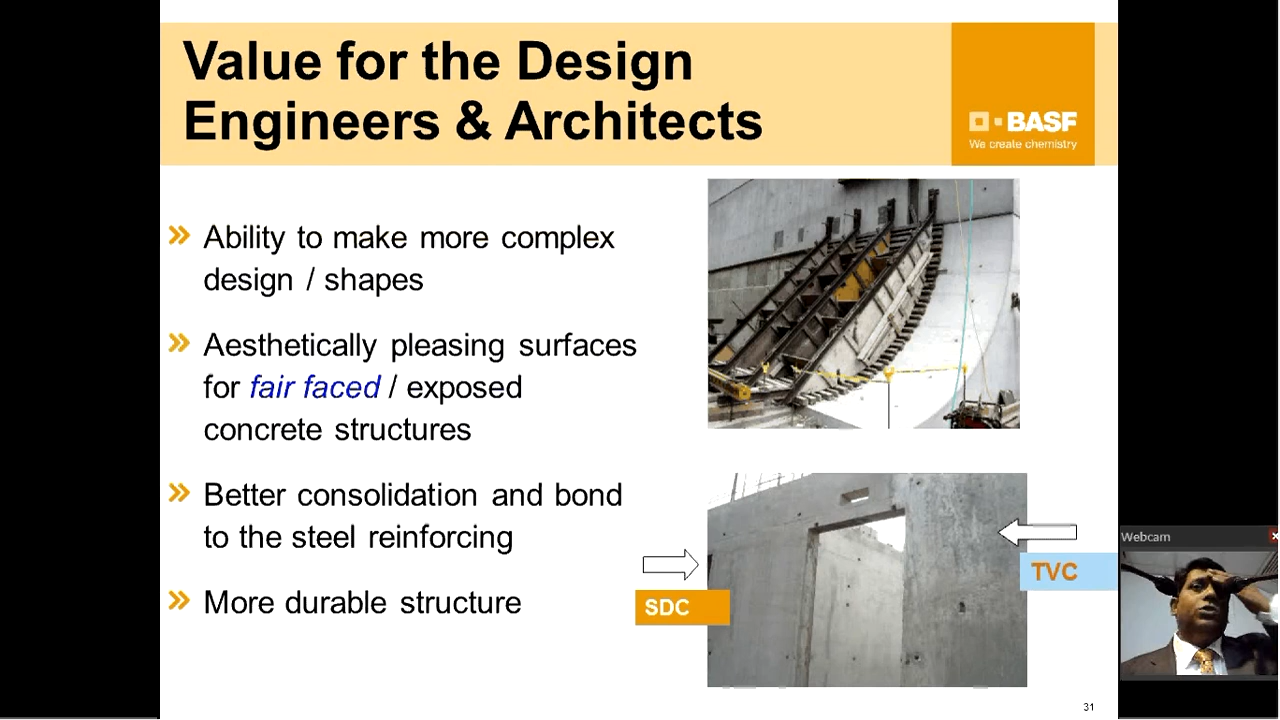 Value for the Design
Engineers & Architects
BASF
We create chemistry
Ability to make more complex
design / shapes
Aesthetically pleasing surfaces
for fair faced / exposed
concrete structures
Better consolidation and bond
to the steel reinforcing
More durable structure
SDC
TVC
Webcam
31